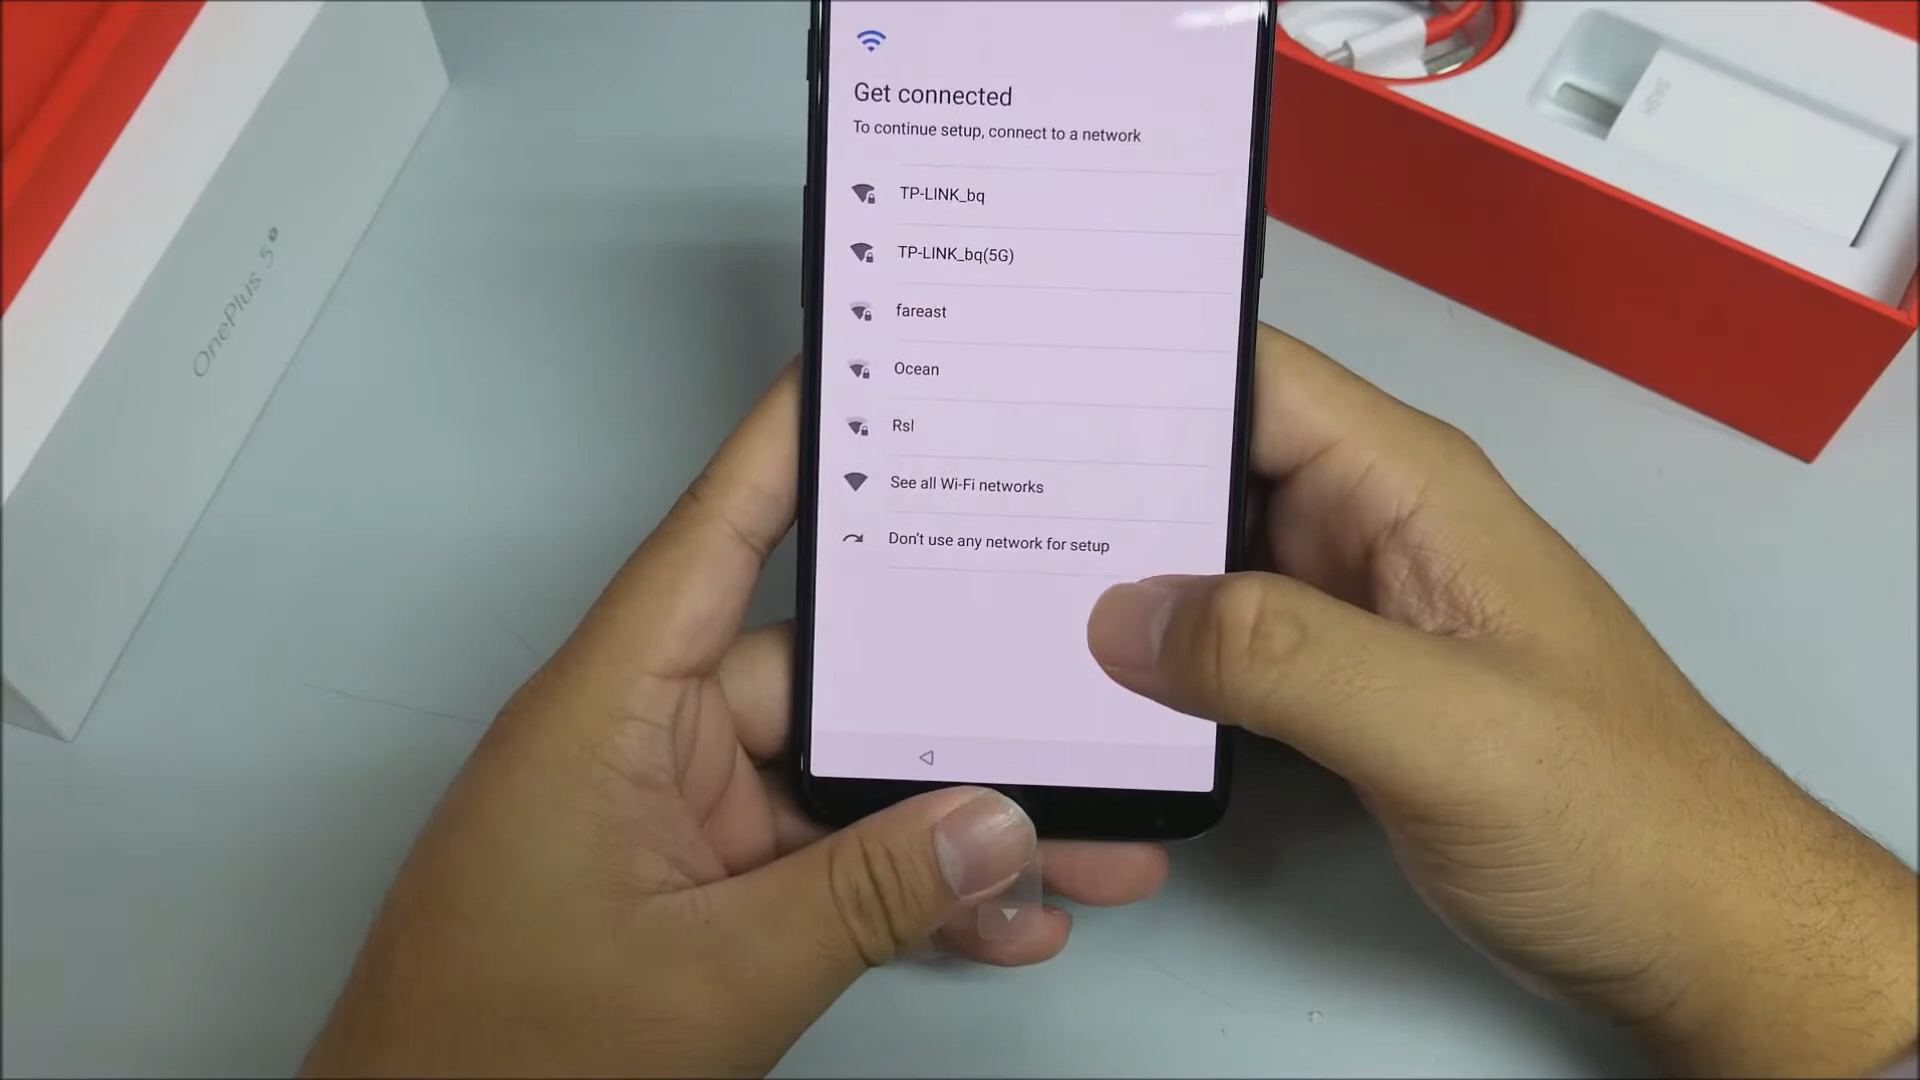 Get connected
To continue setup, connect to a network
TP-LINK_bq
TP-LINK_bq(5G)
fareast
Ocean
Rsl
See all Wi-Fi networks
Don't use any network for setup
OnePlus 5T